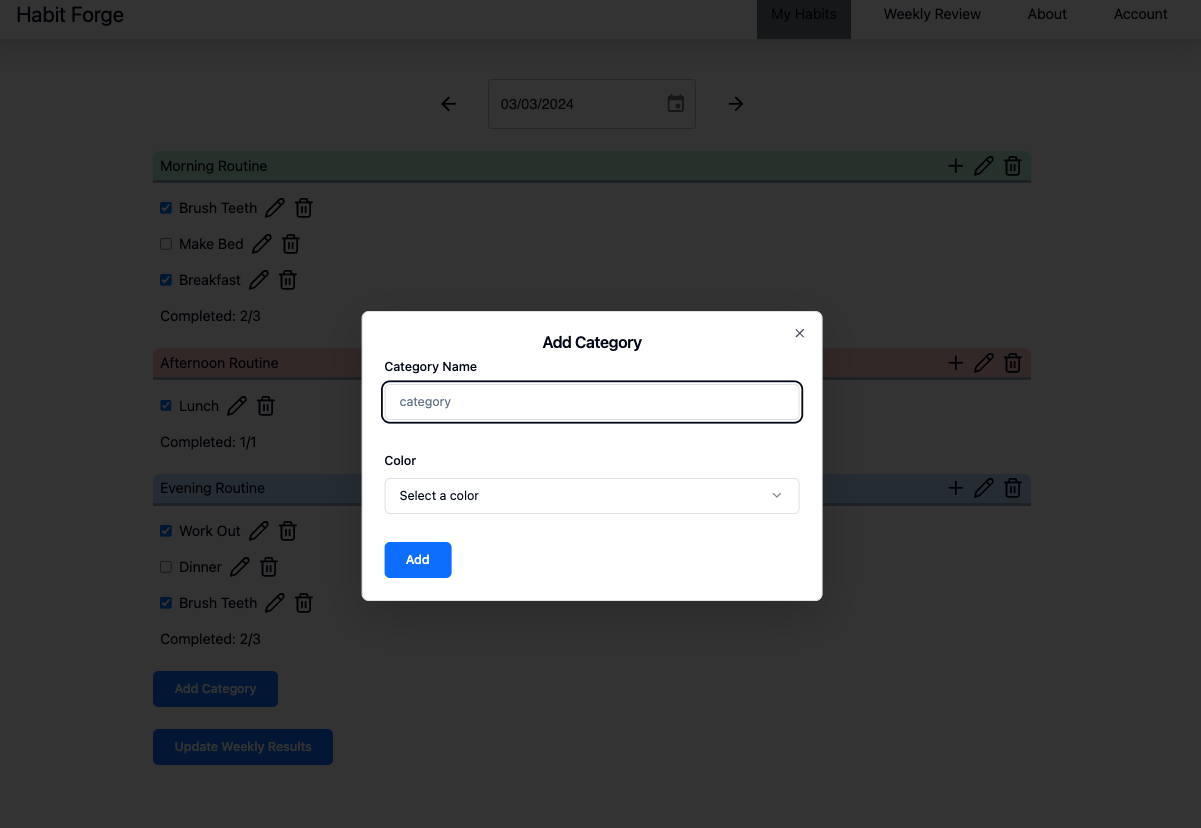 Habit Forge
My Habits Weekly Review About Account
03/03/2024
Morning Routine
Brush Teeth
Make Bed
Breakfast
Completed: 2/3
Afternoon Routine
Lunch
Completed: 1/1
Evening Routine
Work Out
Dinner
Brush Teeth
Completed: 2/3
Add Category
Update Weekly Results
Add Category
Category Name
category
Color
Select a color
Add